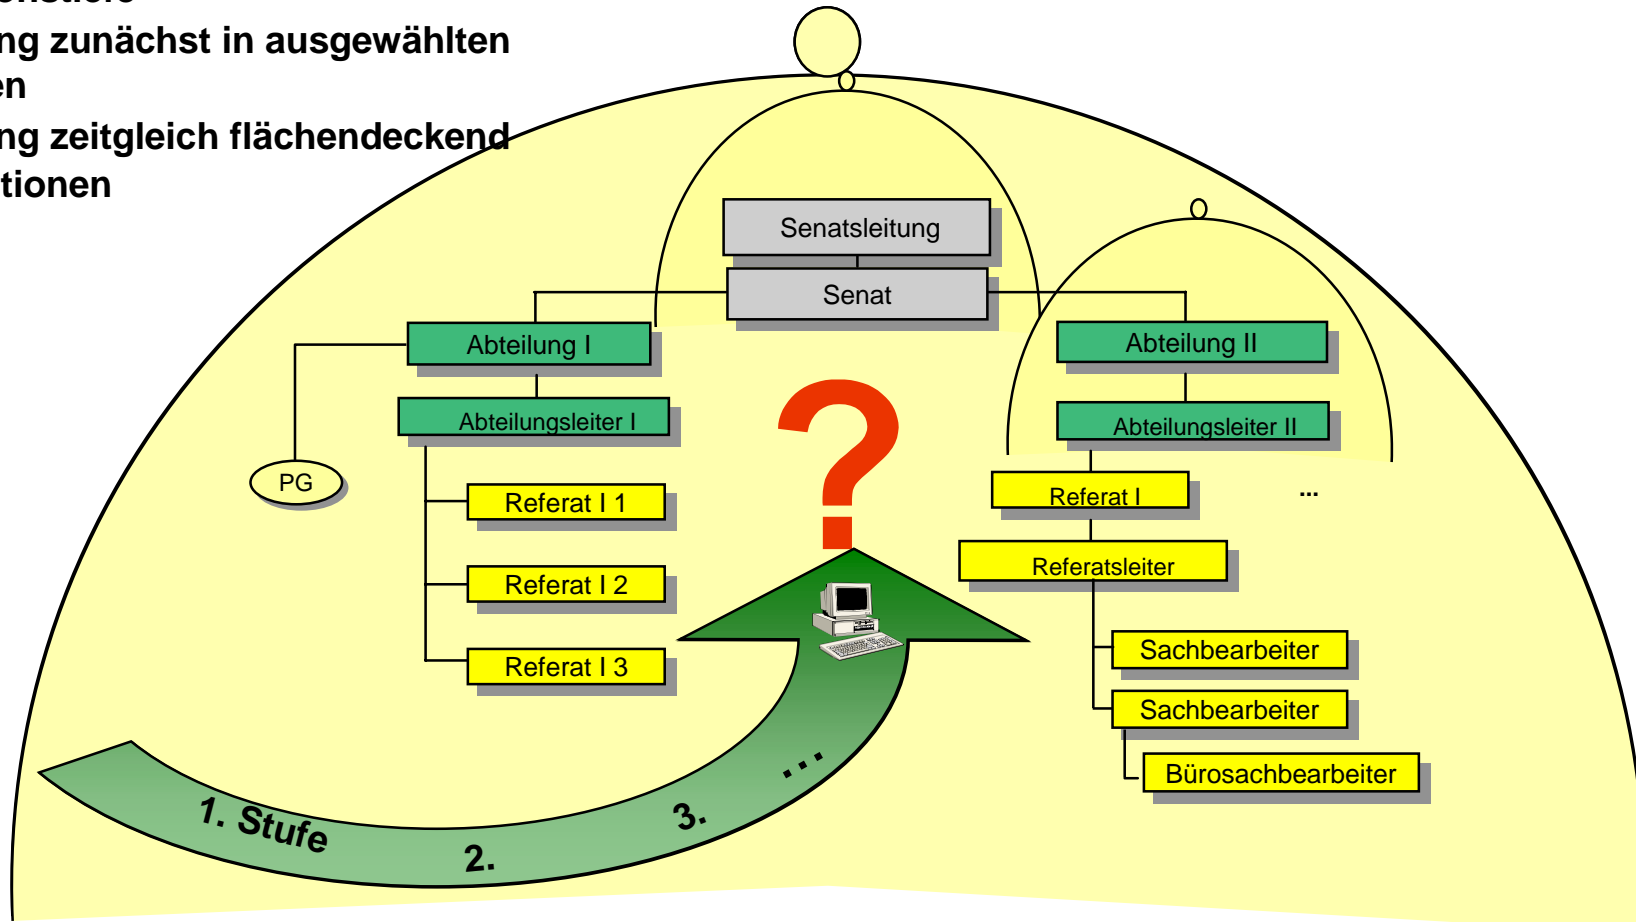 ng zunächst in ausgewählten
en
ng zeitgleich flächendeckend
tionen
Senatsleitung
Senat
Abteilung I
Abteilung II
Abteilungsleiter I
Abteilungsleiter II
PG
Referat I 1
Referat I 2
Referat I 3
?
Referat I
...
Referatsleiter
Sachbearbeiter
Sachbearbeiter
Bürosachbearbeiter
1. Stufe
2.
3.
...